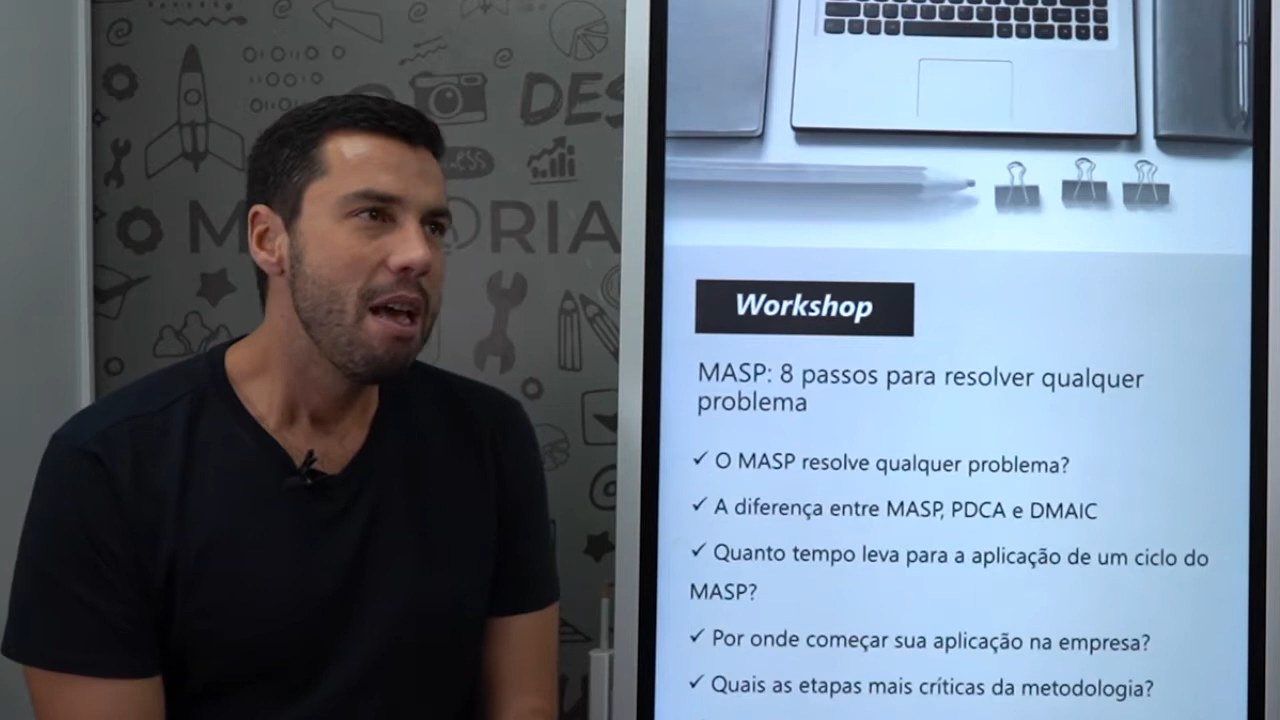 DES
Workshop
MASP: 8 passos para resolver qualquer
problema
✓ O MASP resolve qualquer problema?
✓ A diferença entre MASP, PDCA e DMAIC
✓ Quanto tempo leva para a aplicação de um ciclo do
MASP?
✓ Por onde começar sua aplicação na empresa?
✓ Quais as etapas mais críticas da metodologia?